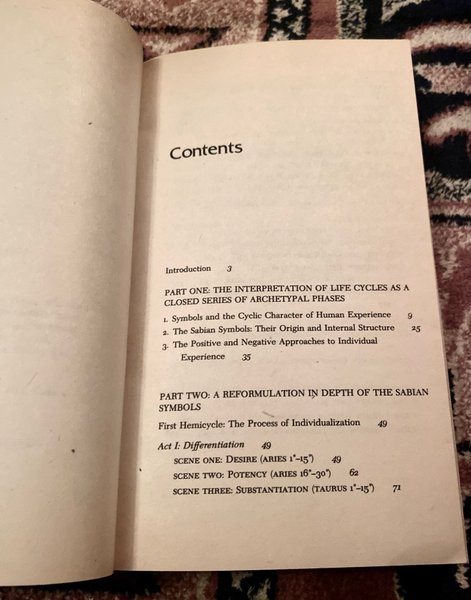 Contents
Introduction 3
PART ONE: THE INTERPRETATION OF LIFE CYCLES AS A
CLOSED SERIES OF ARCHETYPAL PHASES
1. Symbols and the Cyclic Character of Human Experience 9
2. The Sabian Symbols: Their Origin and Internal Structure 25
3. The Positive and Negative Approaches to Individual
Experience 35
PART TWO: A REFORMULATION IN DEPTH OF THE SABIAN
SYMBOLS
First Hemicycle: The Process of Individualization 49
Act I: Differentiation 49
SCENE ONE: DESIRE (ARIES 1°–15°) 49
SCENE TWO: POTENCY (ARIES 16°–30°) 62
SCENE THREE: SUBSTANTIATION (TAURUS 1°–15°) 71